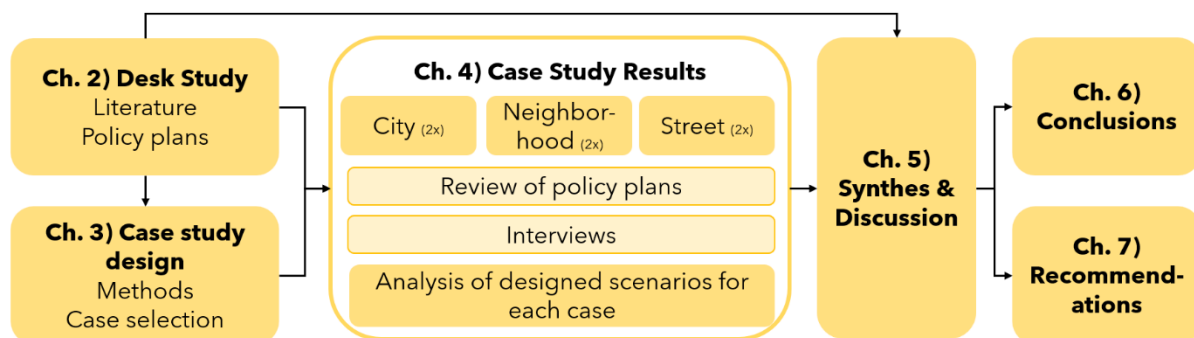 Ch. 2) Desk Study
Literature
Policy plans
Ch. 3) Case study
design
Methods
Case selection
Ch. 4) Case Study Results
City (2x)
Neighbor-
hood (2x)
Street (2x)
Review of policy plans
Interviews
Analysis of designed scenarios for
each case
Ch. 5)
Synthes &
Discussion
Ch. 6)
Conclusions
Ch. 7)
Recommend-
ations